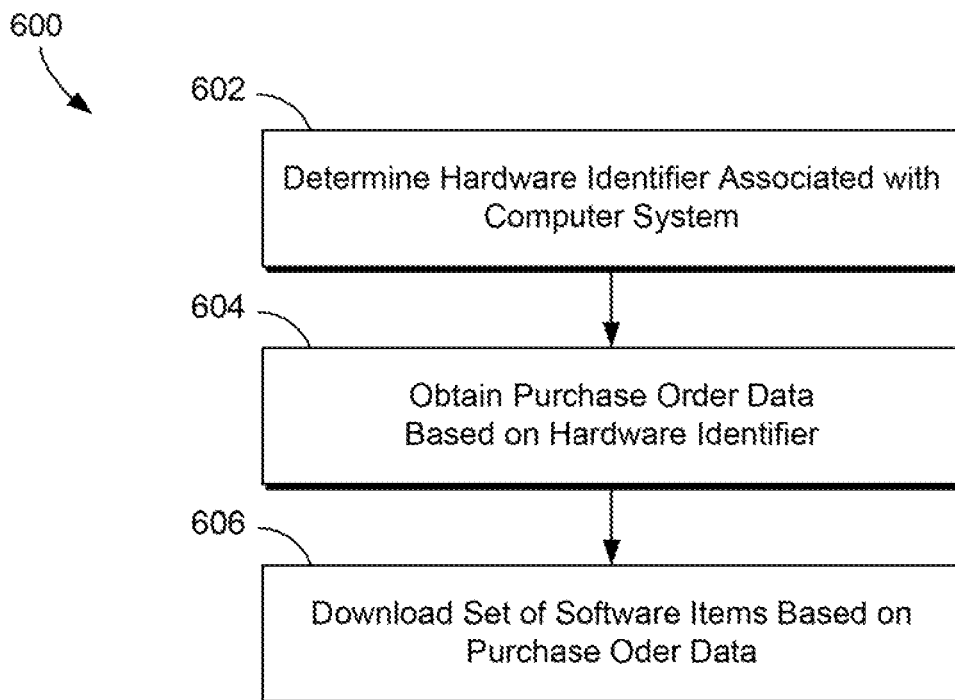 600
602
Determine Hardware Identifier Associated with
Computer System
604
Obtain Purchase Order Data
Based on Hardware Identifier
606
Download Set of Software Items Based on
Purchase Oder Data